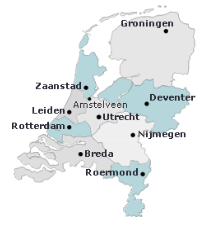 Groningen
Zaanstad
Deventer
Amstelveen
Leiden
Utrecht
Rotterdam
Nijmegen
Breda
Roermond